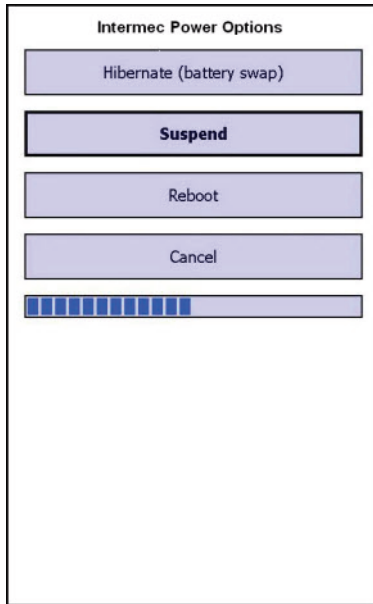 Intermec Power Options
Hibernate (battery swap)
Suspend
Reboot
Cancel